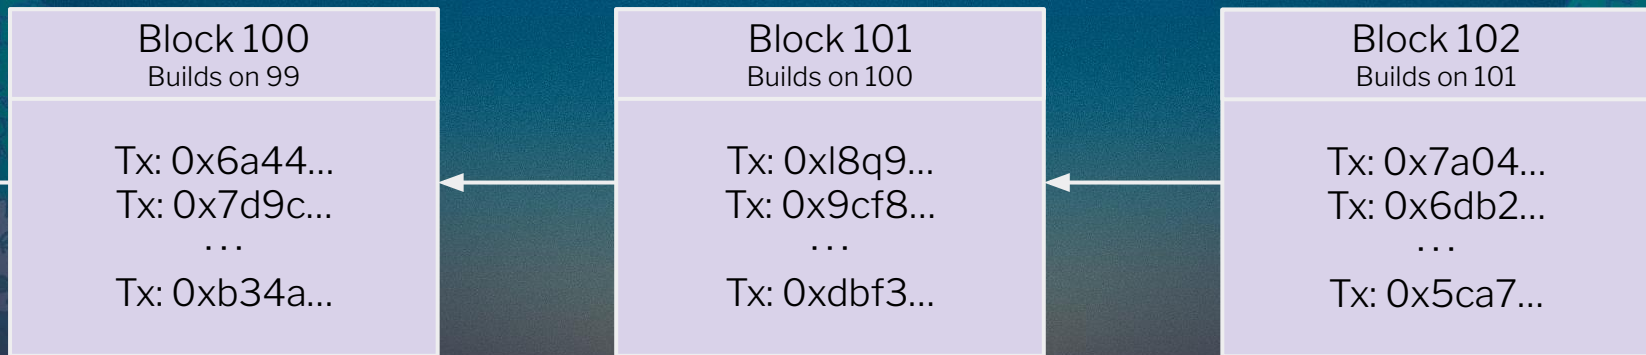 Block 100
Builds on 99
Tx: 0x6a44...
Tx: 0x7d9c...
...
Tx: 0xb34a...
Block 101
Builds on 100
Tx: 0xl8q9...
Tx: 0x9cf8...
...
Tx: 0xdbf3...
Block 102
Builds on 101
Tx: 0x7a04...
Tx: 0x6db2...
...
Tx: 0x5ca7...